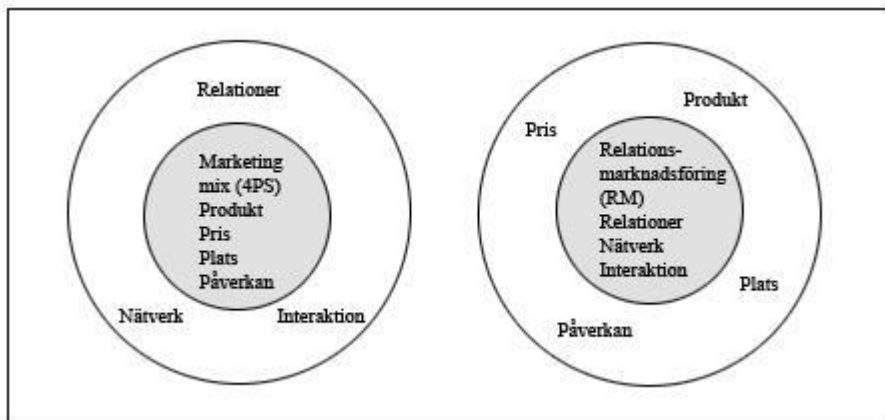 Relationer
Marketing
mix (4PS)
Produkt
Pris
Plats
Påverkan
Nätverk
Interaktion
Produkt
Pris
Relations-
marknadsföring
(RM)
Relationer
Nätverk
Interaktion
Plats
Påverkan